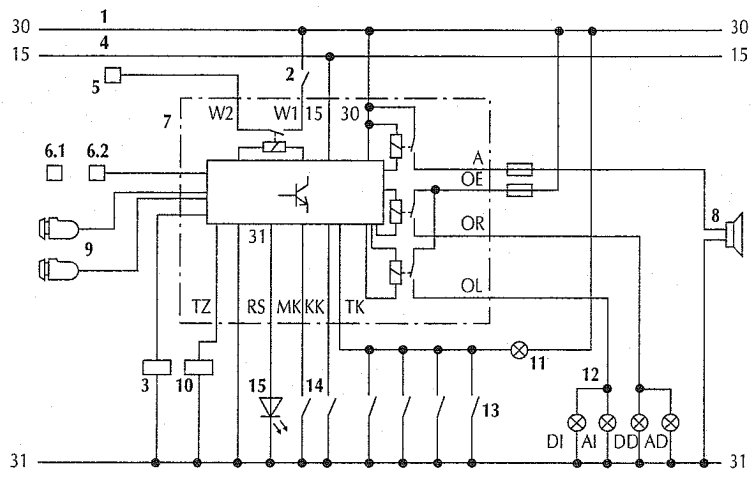 1
30 30
4
15 15
2
5
7 W2 W1 15 30
6.1 6.2
A
OE
8
31 OR
9
OL
TZ RS MK KK TK
3 10 15 14 11 12
13
DI AI DD AD
31 31